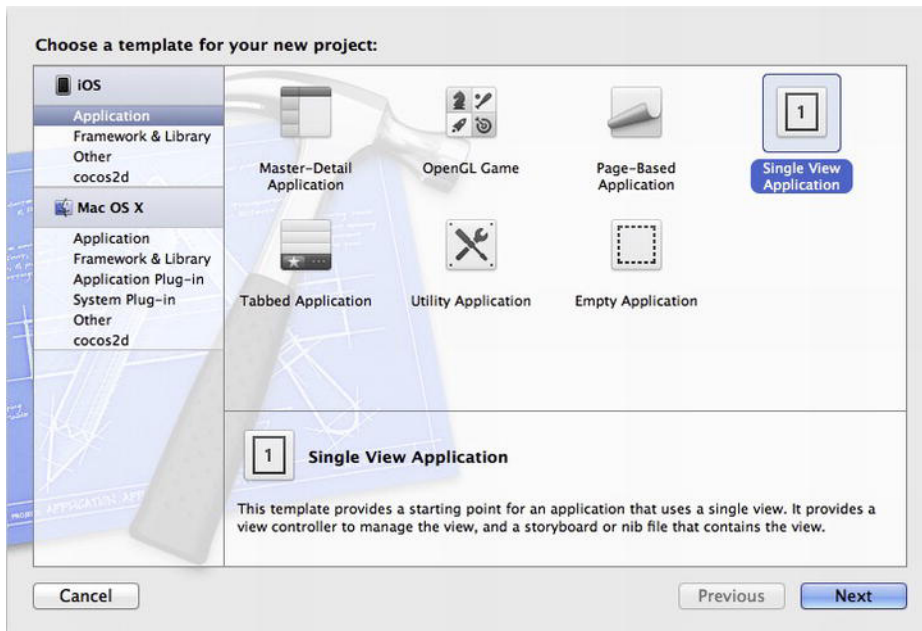 Choose a template for your new project:
iOS
Application
Framework & Library
Other
cocos2d
Mac OS X
Application
Framework & Library
Application Plug-in
System Plug-in
Other
cocos2d
Master-Detail
Application
OpenGL Game
Page-Based
Application
1
Single View
Application
Tabbed Application
Utility Application
Empty Application
1
Single View Application
This template provides a starting point for an application that uses a single view. It provides a
view controller to manage the view, and a storyboard or nib file that contains the view.
Cancel
Previous
Next